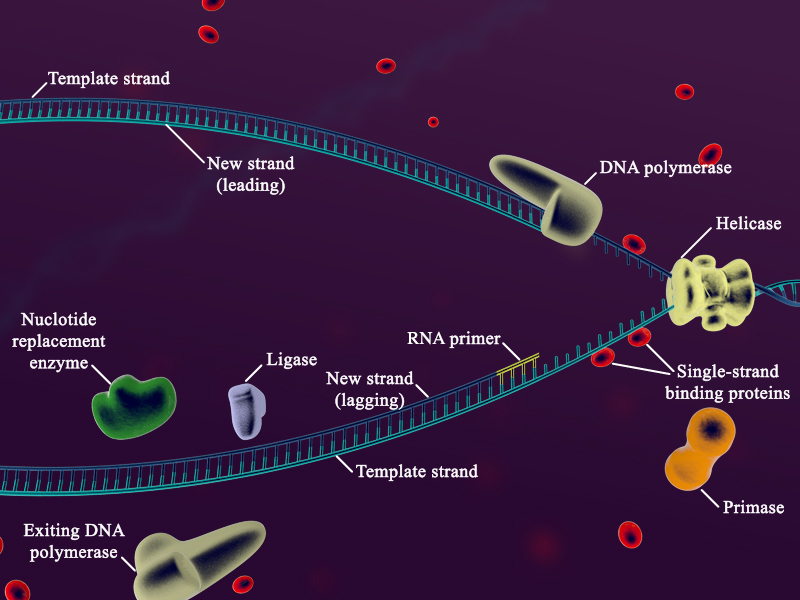 Template strand
New strand
(leading)
DNA polymerase
Helicase
Nuclotide
replacement
enzyme
Ligase
RNA primer
New strand
(lagging)
Single-strand
binding proteins
Template strand
Primase
Exiting DNA
polymerase